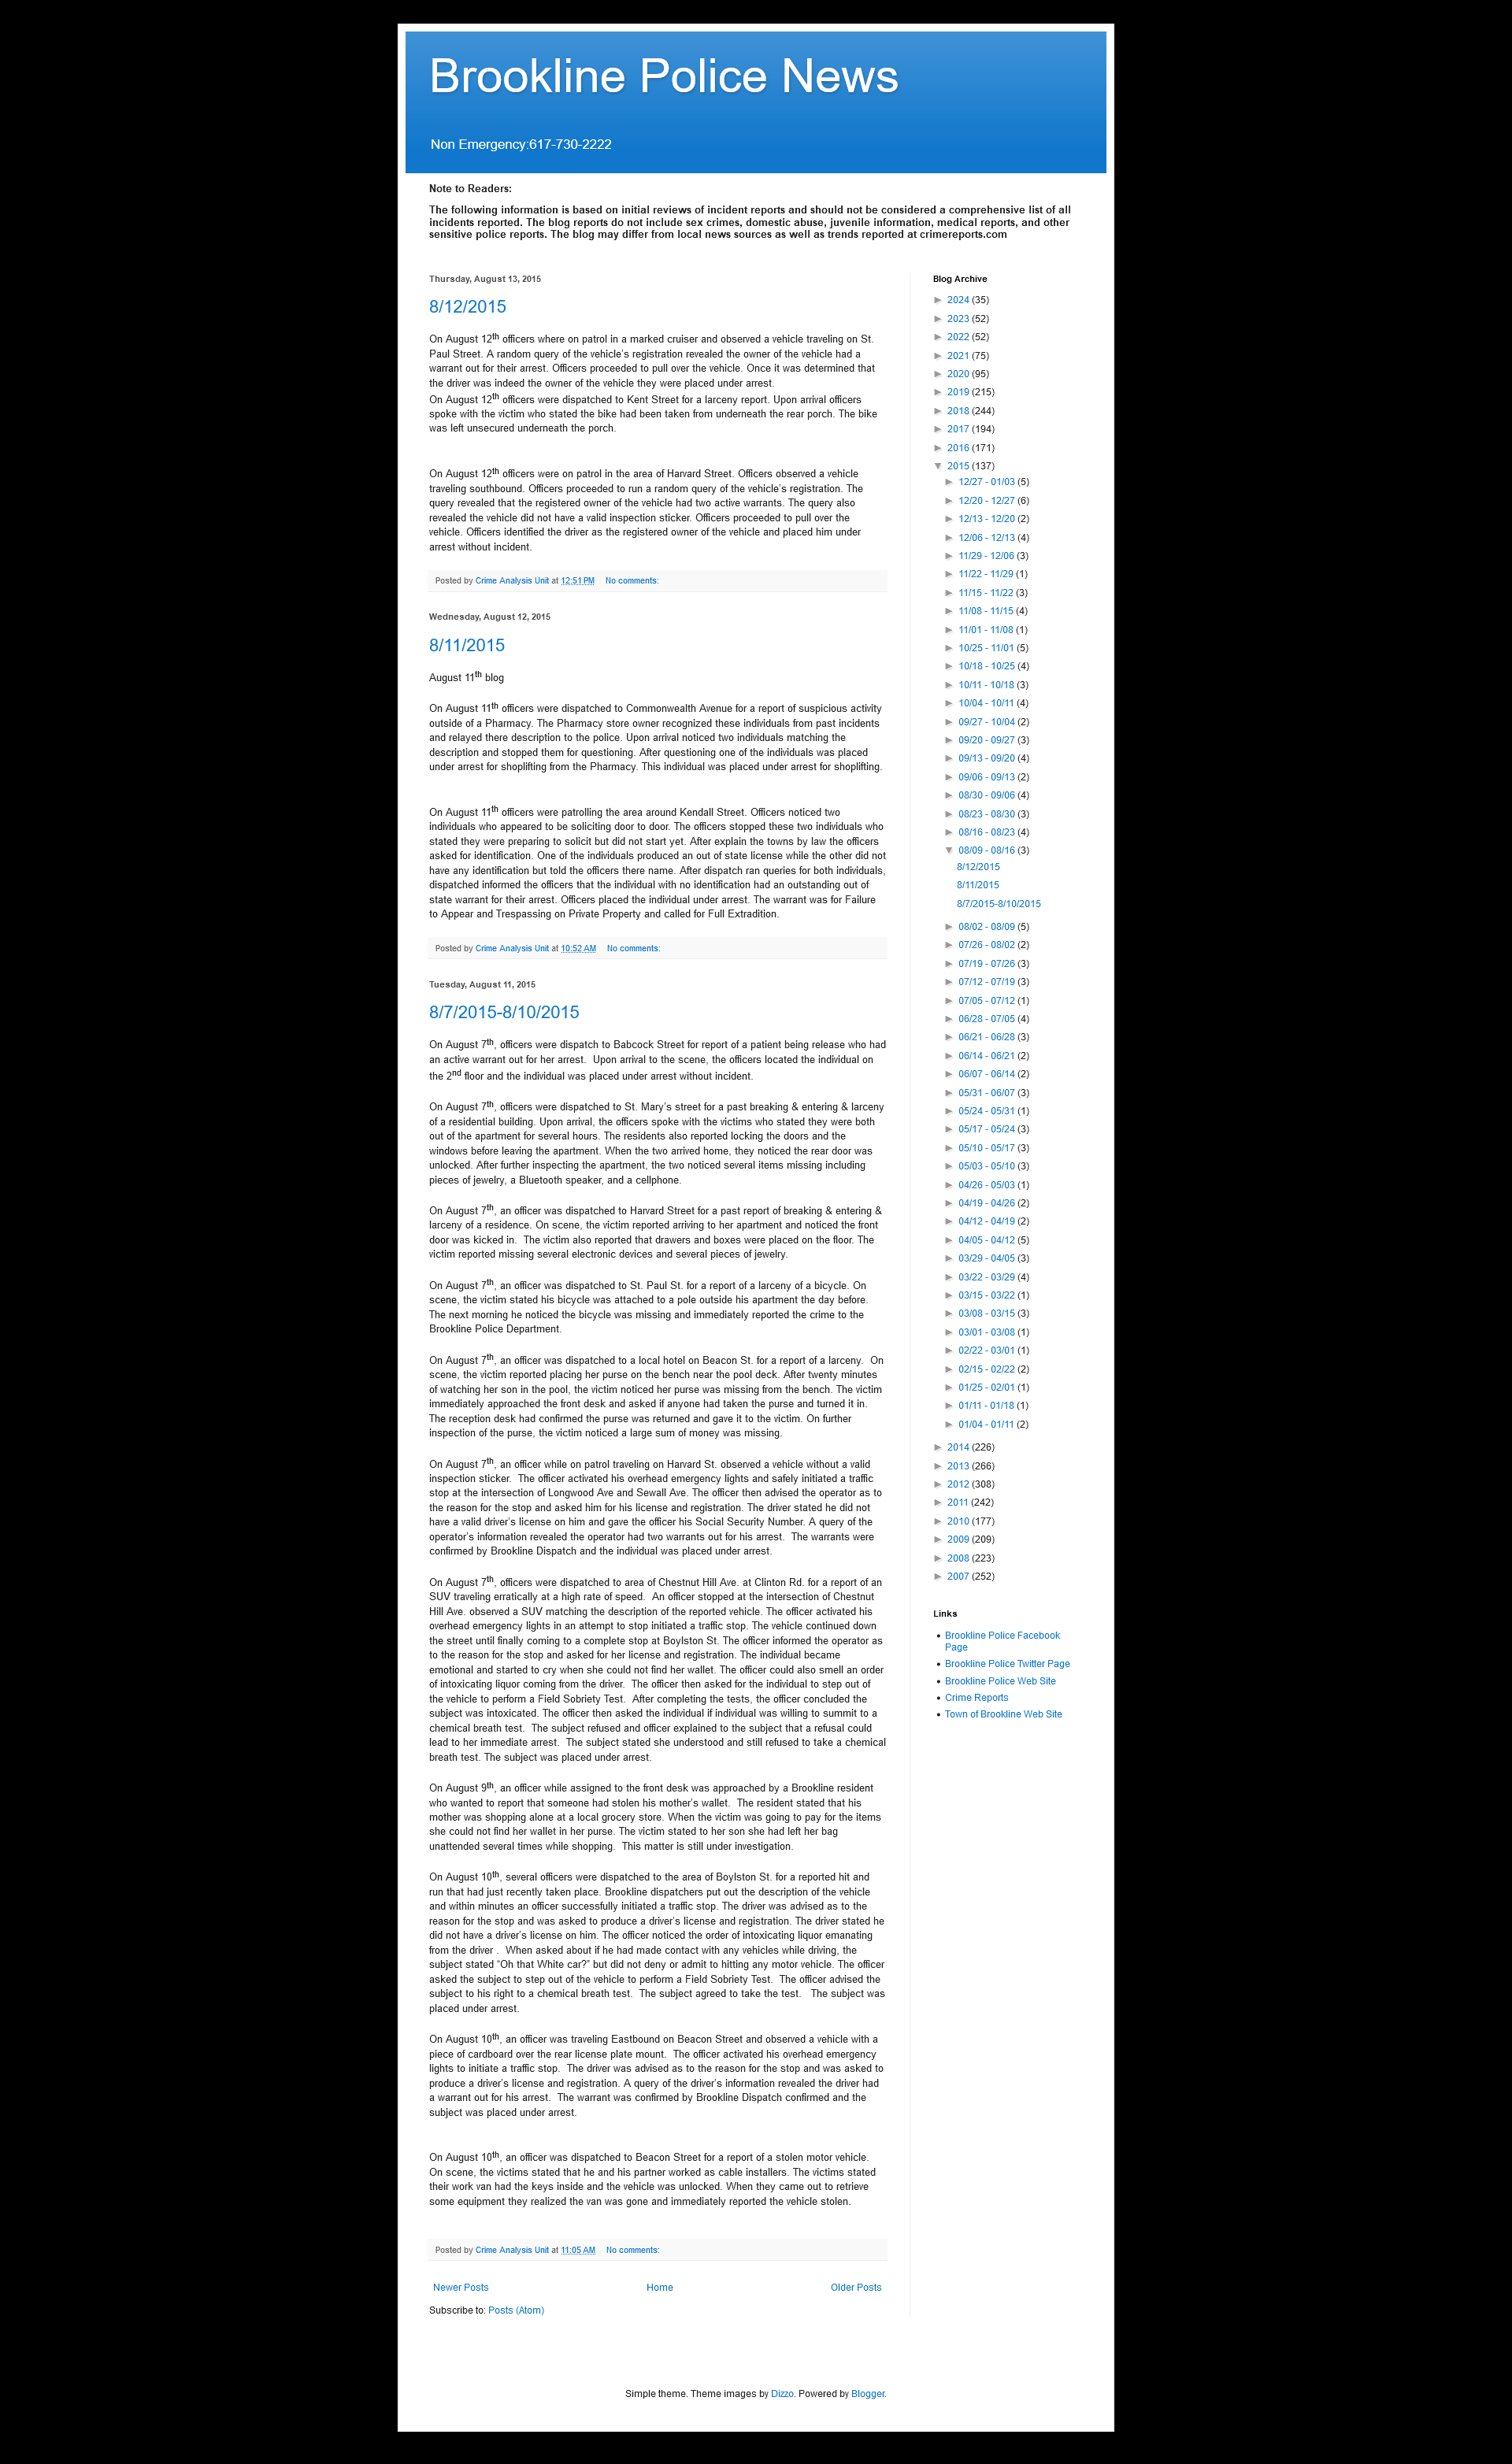 Brookline Police News
Non Emergency:617-730-2222
Note to Readers:
The following information is based on initial reviews of incident reports and should not be considered a comprehensive list of all
incidents reported. The blog reports do not include sex crimes, domestic abuse, juvenile information, medical reports, and other
sensitive police reports. The blog may differ from local news sources as well as trends reported at crimereports.com
Thursday, August 13, 2015
8/12/2015
On August 12th officers where on patrol in a marked cruiser and observed a vehicle traveling on St.
Paul Street. A random query of the vehicle's registration revealed the owner of the vehicle had a
warrant out for their arrest. Officers proceeded to pull over the vehicle. Once it was determined that
the driver was indeed the owner of the vehicle they were placed under arrest.
On August 12th officers were dispatched to Kent Street for a larceny report. Upon arrival officers
spoke with the victim who stated the bike had been taken from underneath the rear porch. The bike
was left unsecured underneath the porch.
On August 12th officers were on patrol in the area of Harvard Street. Officers observed a vehicle
traveling southbound. Officers proceeded to run a random query of the vehicle's registration. The
query revealed that the registered owner of the vehicle had two active warrants. The query also
revealed the vehicle did not have a valid inspection sticker. Officers proceeded to pull over the
vehicle. Officers identified the driver as the registered owner of the vehicle and placed him under
arrest without incident.
Posted by Crime Analysis Unit at 12:51 PM No comments:
Wednesday, August 12, 2015
8/11/2015
August 11th blog
On August 11th officers were dispatched to Commonwealth Avenue for a report of suspicious activity
outside of a Pharmacy. The Pharmacy store owner recognized these individuals from past incidents
and relayed there description to the police. Upon arrival noticed two individuals matching the
description and stopped them for questioning. After questioning one of the individuals was placed
under arrest for shoplifting from the Pharmacy. This individual was placed under arrest for shoplifting.
On August 11th officers were patrolling the area around Kendall Street. Officers noticed two
individuals who appeared to be soliciting door to door. The officers stopped these two individuals who
stated they were preparing to solicit but did not start yet. After explain the towns by law the officers
asked for identification. One of the individuals produced an out of state license while the other did not
have any identification but told the officers there name. After dispatch ran queries for both individuals,
dispatched informed the officers that the individual with no identification had an outstanding out of
state warrant for their arrest. Officers placed the individual under arrest. The warrant was for Failure
to Appear and Trespassing on Private Property and called for Full Extradition.
Posted by Crime Analysis Unit at 10:52 AM No comments:
Tuesday, August 11, 2015
8/7/2015-8/10/2015
On August 7th, officers were dispatch to Babcock Street for report of a patient being release who had
an active warrant out for her arrest. Upon arrival to the scene, the officers located the individual on
the 2nd floor and the individual was placed under arrest without incident.
On August 7th, officers were dispatched to St. Mary's street for a past breaking & entering & larceny
of a residential building. Upon arrival, the officers spoke with the victims who stated they were both
out of the apartment for several hours. The residents also reported locking the doors and the
windows before leaving the apartment. When the two arrived home, they noticed the rear door was
unlocked. After further inspecting the apartment, the two noticed several items missing including
pieces of jewelry, a Bluetooth speaker, and a cellphone.
On August 7th, an officer was dispatched to Harvard Street for a past report of breaking & entering &
larceny of a residence. On scene, the victim reported arriving to her apartment and noticed the front
door was kicked in. The victim also reported that drawers and boxes were placed on the floor. The
victim reported missing several electronic devices and several pieces of jewelry.
On August 7th, an officer was dispatched to St. Paul St. for a report of a larceny of a bicycle. On
scene, the victim stated his bicycle was attached to a pole outside his apartment the day before.
The next morning he noticed the bicycle was missing and immediately reported the crime to the
Brookline Police Department.
On August 7th, an officer was dispatched to a local hotel on Beacon St. for a report of a larceny. On
scene, the victim reported placing her purse on the bench near the pool deck. After twenty minutes
of watching her son in the pool, the victim noticed her purse was missing from the bench. The victim
immediately approached the front desk and asked if anyone had taken the purse and turned it in.
The reception desk had confirmed the purse was returned and gave it to the victim. On further
inspection of the purse, the victim noticed a large sum of money was missing.
On August 7th, an officer while on patrol traveling on Harvard St. observed a vehicle without a valid
inspection sticker. The officer activated his overhead emergency lights and safely initiated a traffic
stop at the intersection of Longwood Ave and Sewall Ave. The officer then advised the operator as to
the reason for the stop and asked him for his license and registration. The driver stated he did not
have a valid driver's license on him and gave the officer his Social Security Number. A query of the
operator's information revealed the operator had two warrants out for his arrest. The warrants were
confirmed by Brookline Dispatch and the individual was placed under arrest.
On August 7th, officers were dispatched to area of Chestnut Hill Ave. at Clinton Rd. for a report of an
SUV traveling erratically at a high rate of speed. An officer stopped at the intersection of Chestnut
Hill Ave. observed a SUV matching the description of the reported vehicle. The officer activated his
overhead emergency lights in an attempt to stop initiated a traffic stop. The vehicle continued down
the street until finally coming to a complete stop at Boylston St. The officer informed the operator as
to the reason for the stop and asked for her license and registration. The individual became
emotional and started to cry when she could not find her wallet. The officer could also smell an order
of intoxicating liquor coming from the driver. The officer then asked for the individual to step out of
the vehicle to perform a Field Sobriety Test. After completing the tests, the officer concluded the
subject was intoxicated. The officer then asked the individual if individual was willing to summit to a
chemical breath test. The subject refused and officer explained to the subject that a refusal could
lead to her immediate arrest. The subject stated she understood and still refused to take a chemical
breath test. The subject was placed under arrest.
On August 9th, an officer while assigned to the front desk was approached by a Brookline resident
who wanted to report that someone had stolen his mother's wallet. The resident stated that his
mother was shopping alone at a local grocery store. When the victim was going to pay for the items
she could not find her wallet in her purse. The victim stated to her son she had left her bag
unattended several times while shopping. This matter is still under investigation.
On August 10th, several officers were dispatched to the area of Boylston St. for a reported hit and
run that had just recently taken place. Brookline dispatchers put out the description of the vehicle
and within minutes an officer successfully initiated a traffic stop. The driver was advised as to the
reason for the stop and was asked to produce a driver's license and registration. The driver stated he
did not have a driver's license on him. The officer noticed the order of intoxicating liquor emanating
from the driver . When asked about if he had made contact with any vehicles while driving, the
subject stated "Oh that White car?" but did not deny or admit to hitting any motor vehicle. The officer
asked the subject to step out of the vehicle to perform a Field Sobriety Test. The officer advised the
subject to his right to a chemical breath test. The subject agreed to take the test. The subject was
placed under arrest.
On August 10th, an officer was traveling Eastbound on Beacon Street and observed a vehicle with a
piece of cardboard over the rear license plate mount. The officer activated his overhead emergency
lights to initiate a traffic stop. The driver was advised as to the reason for the stop and was asked to
produce a driver's license and registration. A query of the driver's information revealed the driver had
a warrant out for his arrest. The warrant was confirmed by Brookline Dispatch confirmed and the
subject was placed under arrest.
On August 10th, an officer was dispatched to Beacon Street for a report of a stolen motor vehicle.
On scene, the victims stated that he and his partner worked as cable installers. The victims stated
their work van had the keys inside and the vehicle was unlocked. When they came out to retrieve
some equipment they realized the van was gone and immediately reported the vehicle stolen.
Posted by Crime Analysis Unit at 11:05 AM No comments:
Newer Posts Home Older Posts
Subscribe to: Posts (Atom)
Blog Archive
► 2024 (35)
► 2023 (52)
► 2022 (52)
► 2021 (75)
► 2020 (95)
► 2019 (215)
► 2018 (244)
► 2017 (194)
► 2016 (171)
▼ 2015 (137)
► 12/27 - 01/03 (5)
► 12/20 - 12/27 (6)
► 12/13 - 12/20 (2)
► 12/06 - 12/13 (4)
► 11/29 - 12/06 (3)
► 11/22 - 11/29 (1)
► 11/15 - 11/22 (3)
► 11/08 - 11/15 (4)
► 11/01 - 11/08 (1)
► 10/25 - 11/01 (5)
► 10/18 - 10/25 (4)
► 10/11 - 10/18 (3)
► 10/04 - 10/11 (4)
► 09/27 - 10/04 (2)
► 09/20 - 09/27 (3)
► 09/13 - 09/20 (4)
► 09/06 - 09/13 (2)
► 08/30 - 09/06 (4)
► 08/23 - 08/30 (3)
► 08/16 - 08/23 (4)
▼ 08/09 - 08/16 (3)
8/12/2015
8/11/2015
8/7/2015-8/10/2015
► 08/02 - 08/09 (5)
► 07/26 - 08/02 (2)
► 07/19 - 07/26 (3)
► 07/12 - 07/19 (3)
► 07/05 - 07/12 (1)
► 06/28 - 07/05 (4)
► 06/21 - 06/28 (3)
► 06/14 - 06/21 (2)
► 06/07 - 06/14 (2)
► 05/31 - 06/07 (3)
► 05/24 - 05/31 (1)
► 05/17 - 05/24 (3)
► 05/10 - 05/17 (3)
► 05/03 - 05/10 (3)
► 04/26 - 05/03 (1)
► 04/19 - 04/26 (2)
► 04/12 - 04/19 (2)
► 04/05 - 04/12 (5)
► 03/29 - 04/05 (3)
► 03/22 - 03/29 (4)
► 03/15 - 03/22 (1)
► 03/08 - 03/15 (3)
► 03/01 - 03/08 (1)
► 02/22 - 03/01 (1)
► 02/15 - 02/22 (2)
► 01/25 - 02/01 (1)
► 01/11 - 01/18 (1)
► 01/04 - 01/11 (2)
► 2014 (226)
► 2013 (266)
► 2012 (308)
► 2011 (242)
► 2010 (177)
► 2009 (209)
► 2008 (223)
► 2007 (252)
Links
• Brookline Police Facebook
Page
• Brookline Police Twitter Page
• Brookline Police Web Site
• Crime Reports
• Town of Brookline Web Site
Simple theme. Theme images by Dizzo. Powered by Blogger.